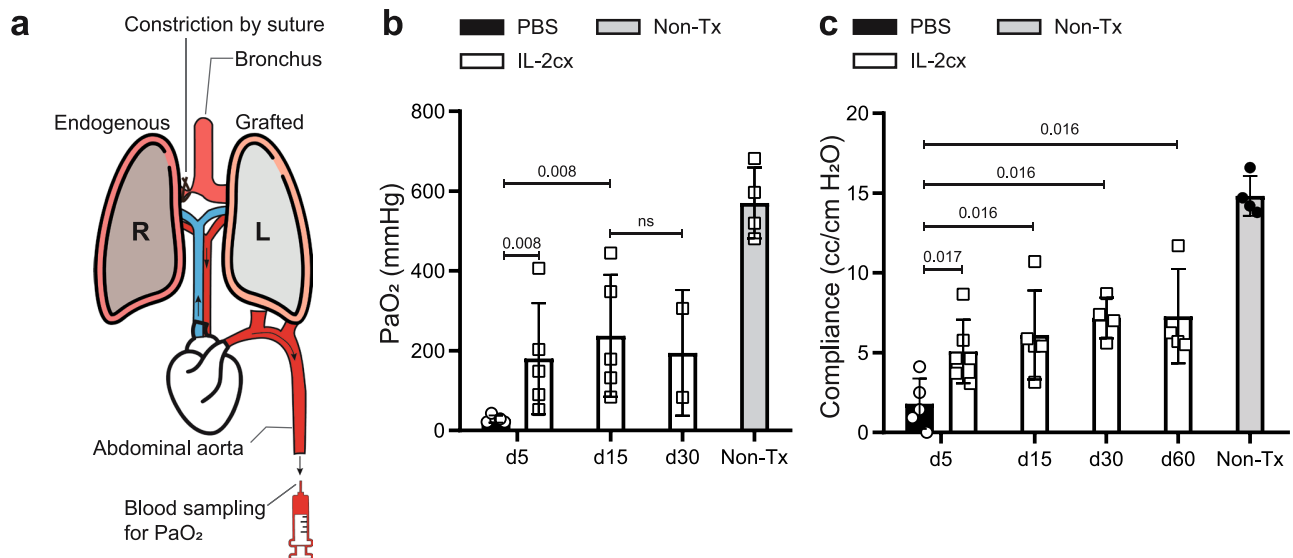 a
Constriction by suture
Bronchus
Endogenous
Grafted
R
L
Abdominal aorta
Blood sampling
for PaO₂
b
PBS
Non-Tx
IL-2cx
PaO₂ (mmHg)
800
600
400
200
0
0.008
0.008
ns
d5
d15
d30
Non-Tx
c
PBS
Non-Tx
IL-2cx
Compliance (cc/cm H₂O)
20
15
10
5
0
0.016
0.016
0.016
0.017
d5
d15
d30
d60
Non-Tx